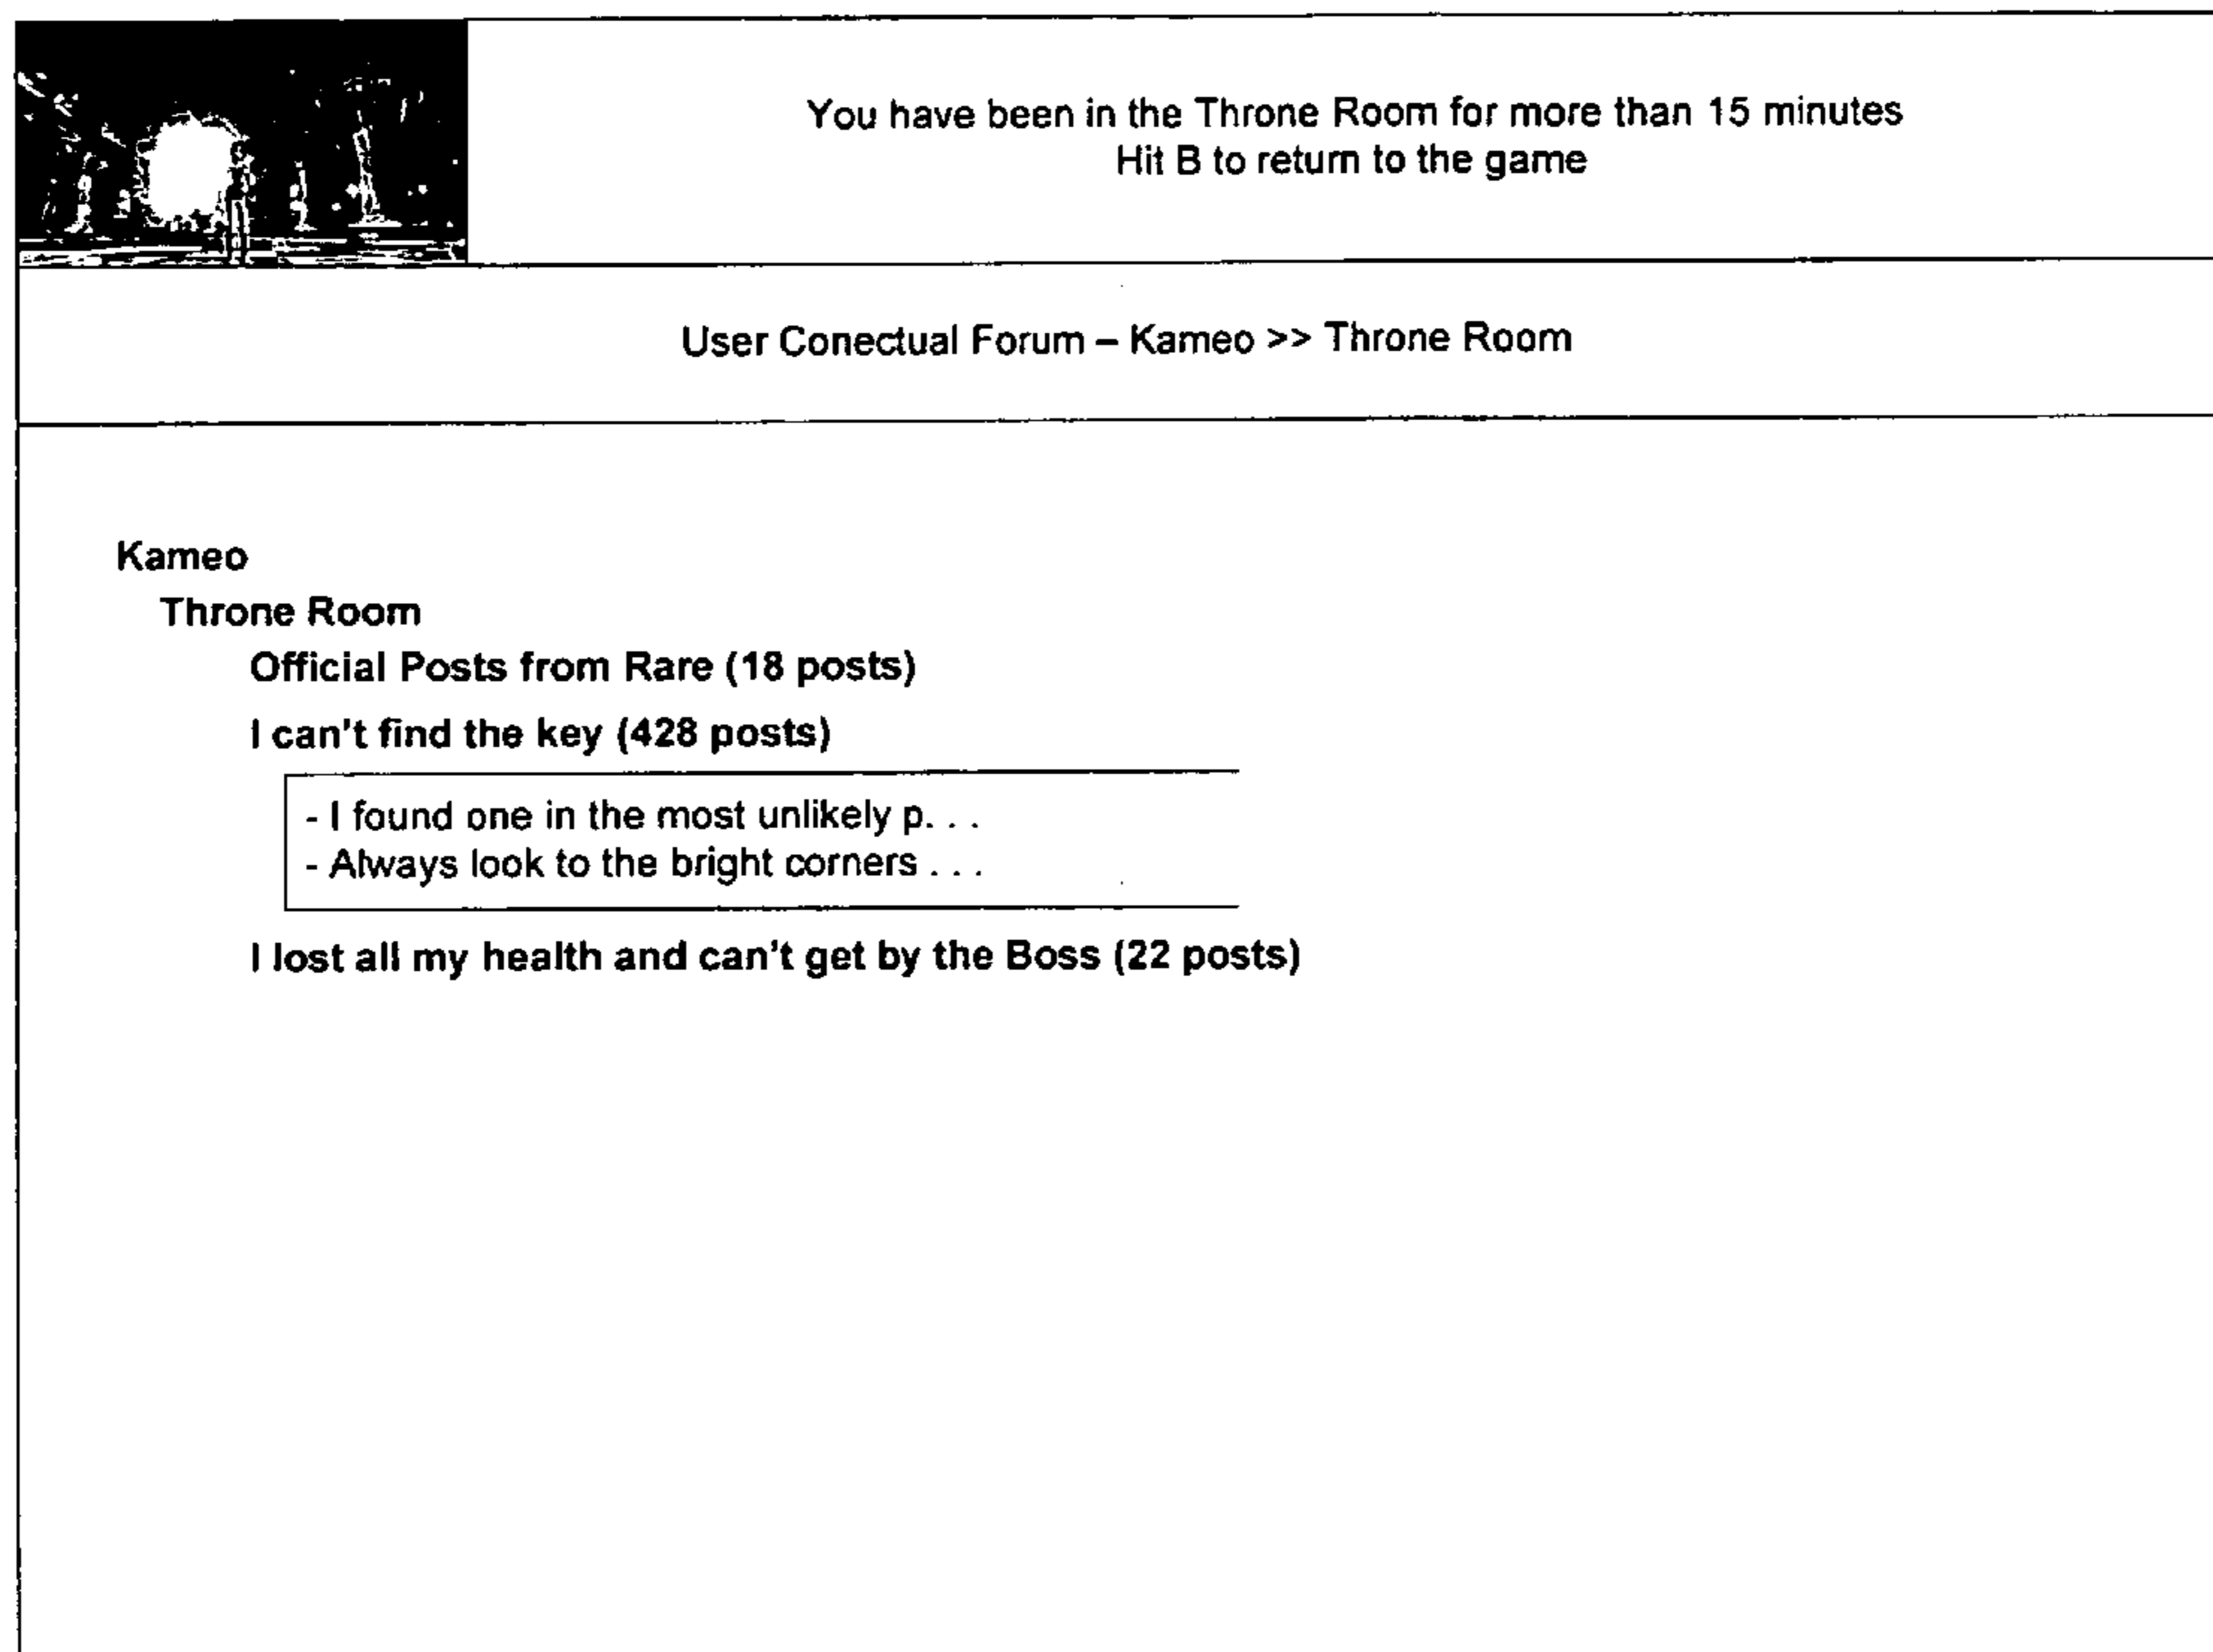 You have been in the Throne Room for more than 15 minutes
Hit B to return to the game
User Conectual Forum – Kameo >> Throne Room
Kameo
Throne Room
Official Posts from Rare (18 posts)
I can't find the key (428 posts)
- I found one in the most unlikely p. . .
- Always look to the bright corners . . .
I lost all my health and can't get by the Boss (22 posts)